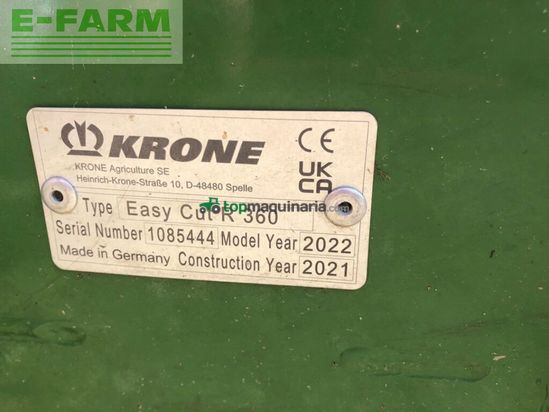 E-FARM
KRONE
CE
KRONE Agriculture SE
Heinrich-Krone-Straße 10, D-48480 Spelle
UK
CA
topmaquinaria.com
Type Easy Cut R 360
Serial Number 1085444 Model Year 2022
Made in Germany Construction Year 2021